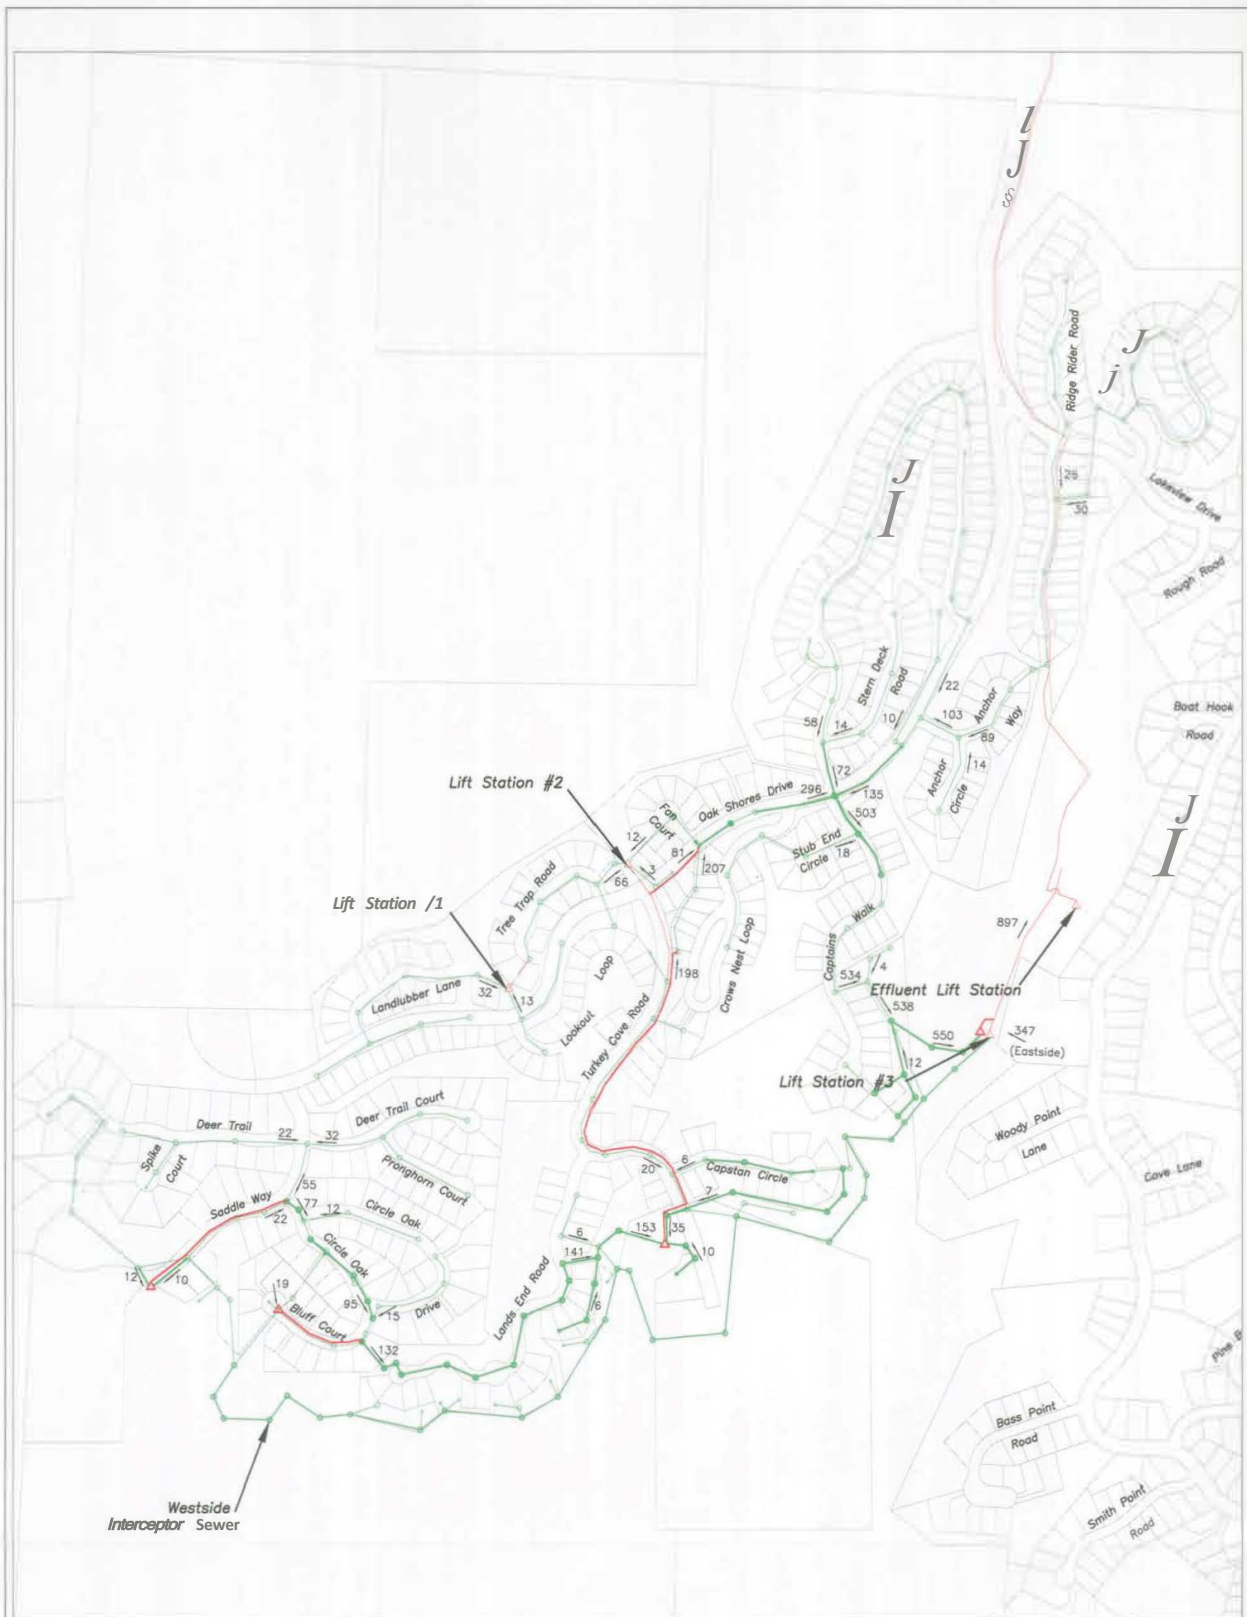 l
J
S
Ridge Rider Road
J
j
J
I
26
30
Lakeview Drive
Rough Road
Stern Deck
Road
22
Boat Hook
Road
58
14
10
103
Anchor
Way
89
Anchor
Circle
14
72
Lift Station #2
296
Oak Shores Drive
135
503
J
I
Fan
Court
12
81
3
Stub End
Circle
18
66
207
Tree Trap Road
Lift Station /1
897
Captains
Walk
Crows Nest Loop
Loop
Landlubber Lane
32
13
198
534
4
Effluent Lift Station
Lookout
Turkey Cove Road
538
550
347
(Eastside)
12
Lift Station #3
Deer Trail
22
32
Deer Trail Court
Woody Point
Lane
Spike
Court
Pronghorn Court
20
6
Capstan Circle
Cove Lane
55
Saddle Way
22
77
12
Circle Oak
7
6
153
35
Circle Oak
141
10
12
10
Lands End Road
19
95
15
Drive
6
Bluff Court
132
Bass Point
Road
Westside
Interceptor Sewer
Smith Point
Road